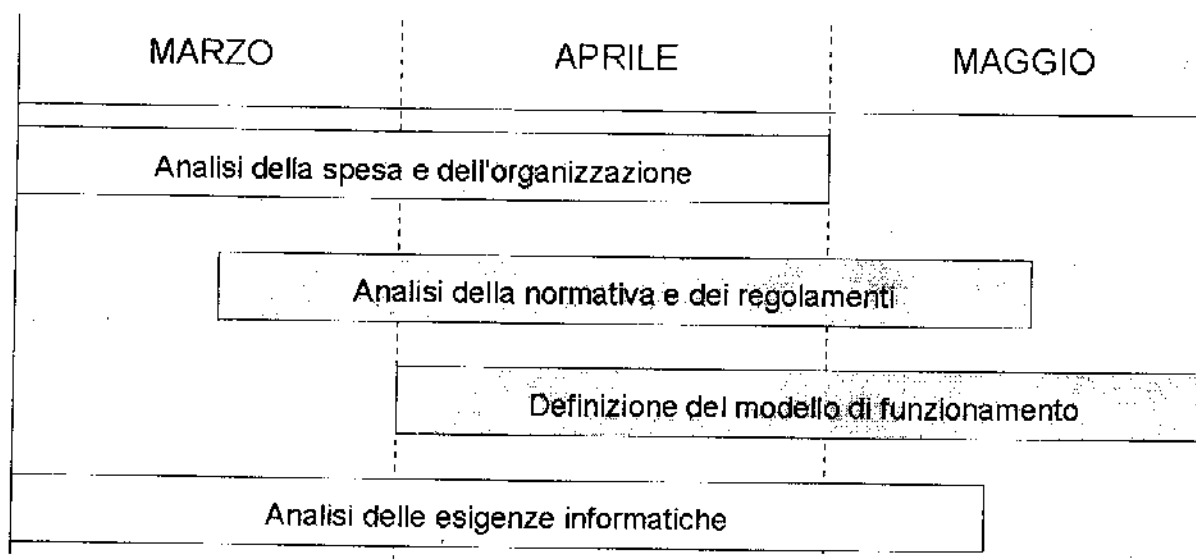 MARZO APRILE MAGGIO
Analisi della spesa e dell'organizzazione
Analisi della normativa e dei regolamenti
Definizione del modello di funzionamento
Analisi delle esigenze informatiche